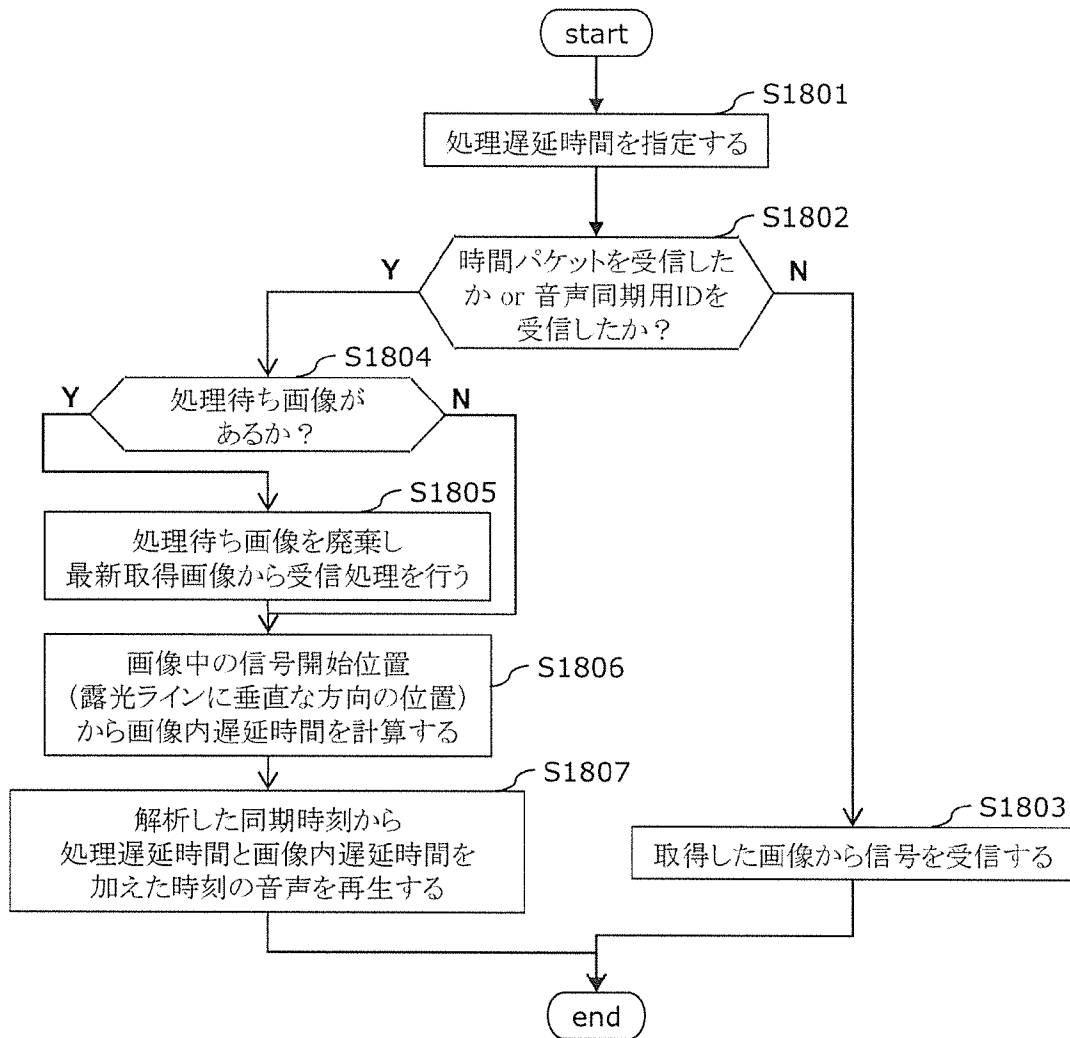 start
S1801
処理遅延時間を指定する
S1802
時間パケットを受信した
か or 音声同期用IDを
受信したか？
Y
N
S1804
処理待ち画像が
あるか？
Y
N
S1805
処理待ち画像を廃棄し
最新取得画像から受信処理を行う
S1806
画像中の信号開始位置
(露光ラインに垂直な方向の位置)
から画像内遅延時間を計算する
S1807
解析した同期時刻から
処理遅延時間と画像内遅延時間を
加えた時刻の音声を再生する
S1803
取得した画像から信号を受信する
end